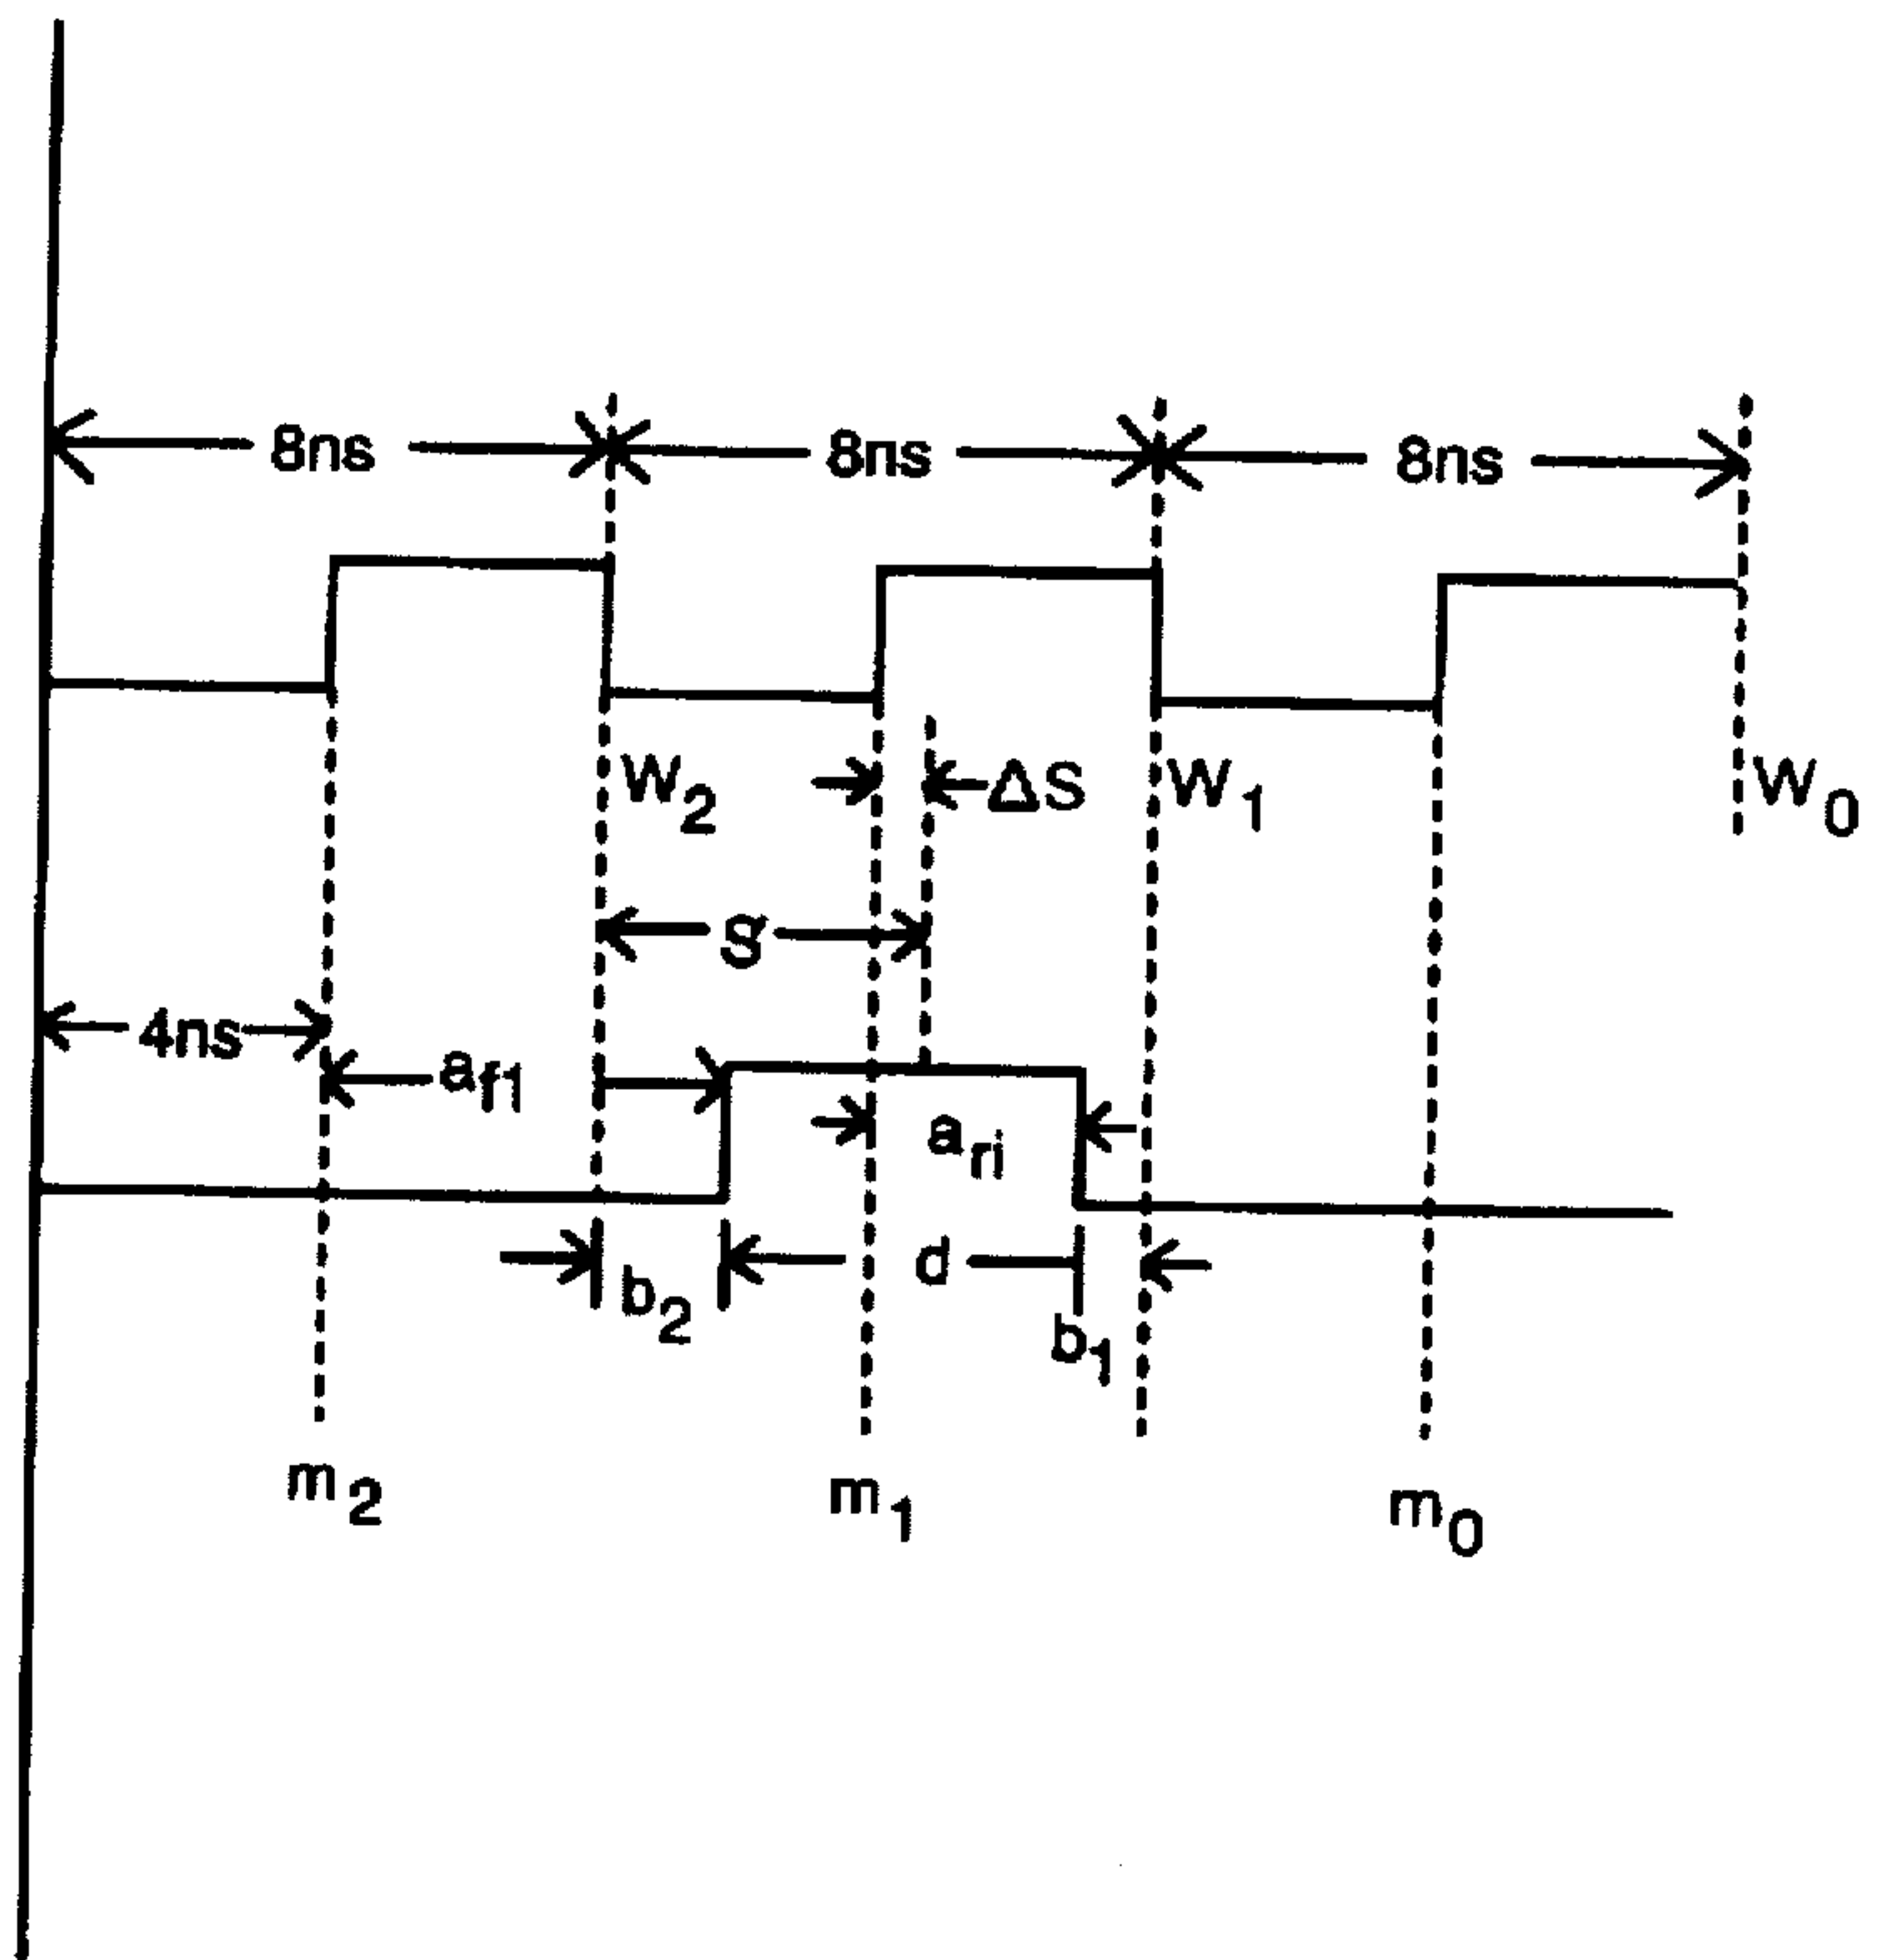 8ns 8ns 8ns
W2 ΔS W1 W0
S
4ns
af1
ari
b2 d b1
m2 m1 m0